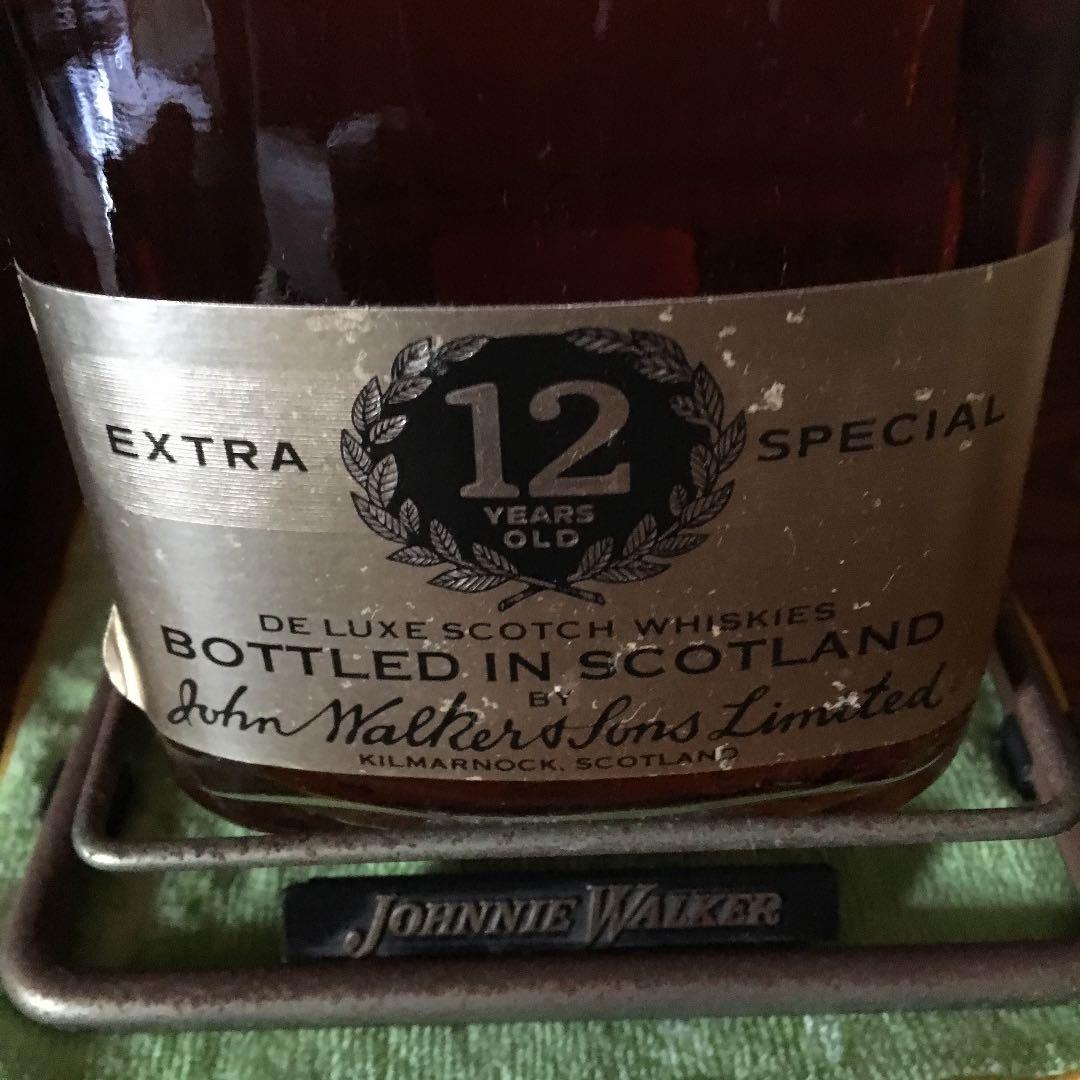 EXTRA 12 SPECIAL
YEARS
OLD
DE LUXE SCOTCH WHISKIES
BOTTLED IN SCOTLAND
BY
John Walker & Sons Limited
KILMARNOCK, SCOTLAND
JOHNNIE WALKER